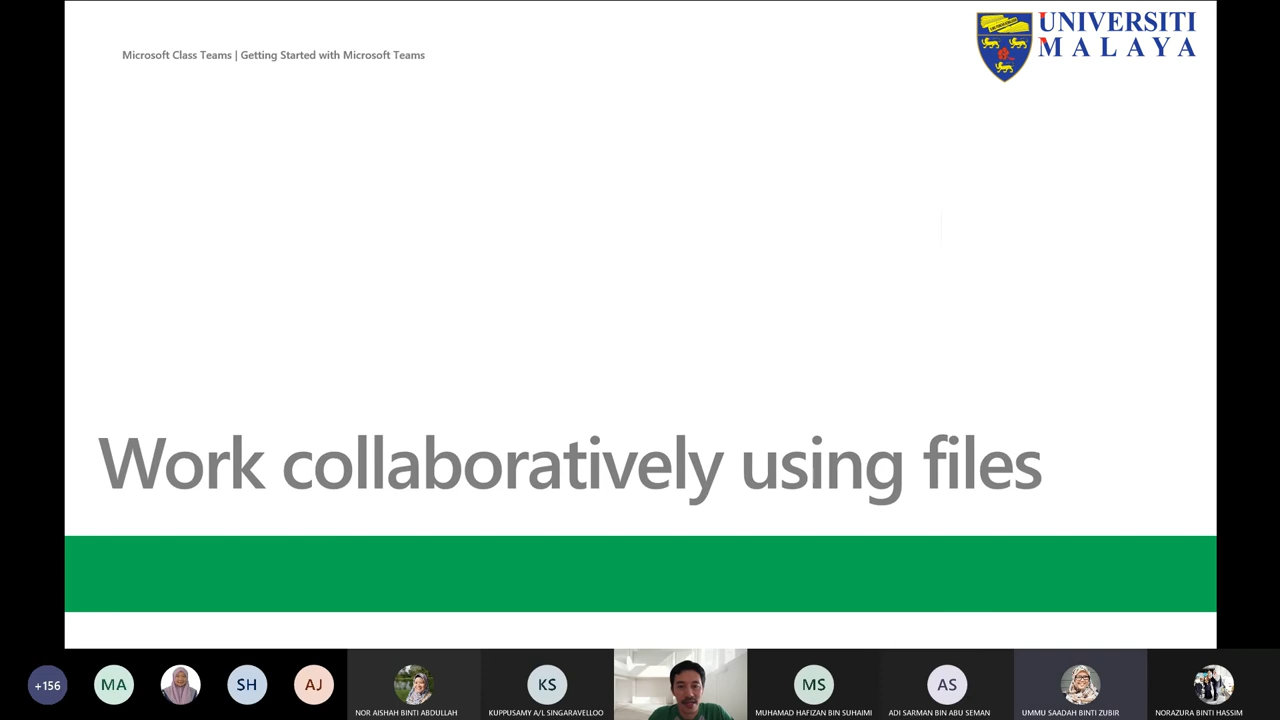 Microsoft Class Teams | Getting Started with Microsoft Teams
UNIVERSITI
MALAYA
Work collaboratively using files
+156
MA
SH
AJ
KS
MS
AS
NOR AISHAH BINTI ABDULLAH
KUPPUSAMY A/L SINGARAVELLOO
MUHAMAD HAFIZAN BIN SUHAIMI
ADI SARMAN BIN ABU SEMAN
UMMU SAADAH BINTI ZUBIR
NORAZURA BINTI HASSIM